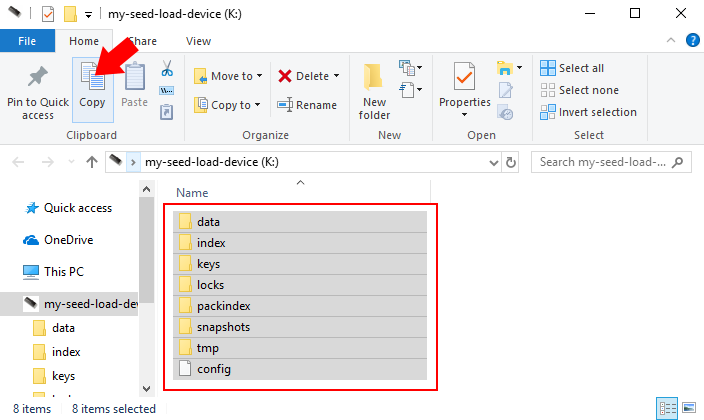 my-seed-load-device (K:)
File Home Share View
Pin to Quick access
Copy
Paste
Clipboard
Move to
Copy to
Delete
Rename
Organize
New folder
New
Properties
Open
Select all
Select none
Invert selection
Select
my-seed-load-device (K:)
Search my-seed-load-...
Name
Quick access
OneDrive
This PC
my-seed-load-dev
data
index
keys
data
index
keys
locks
packindex
snapshots
tmp
config
8 items 8 items selected